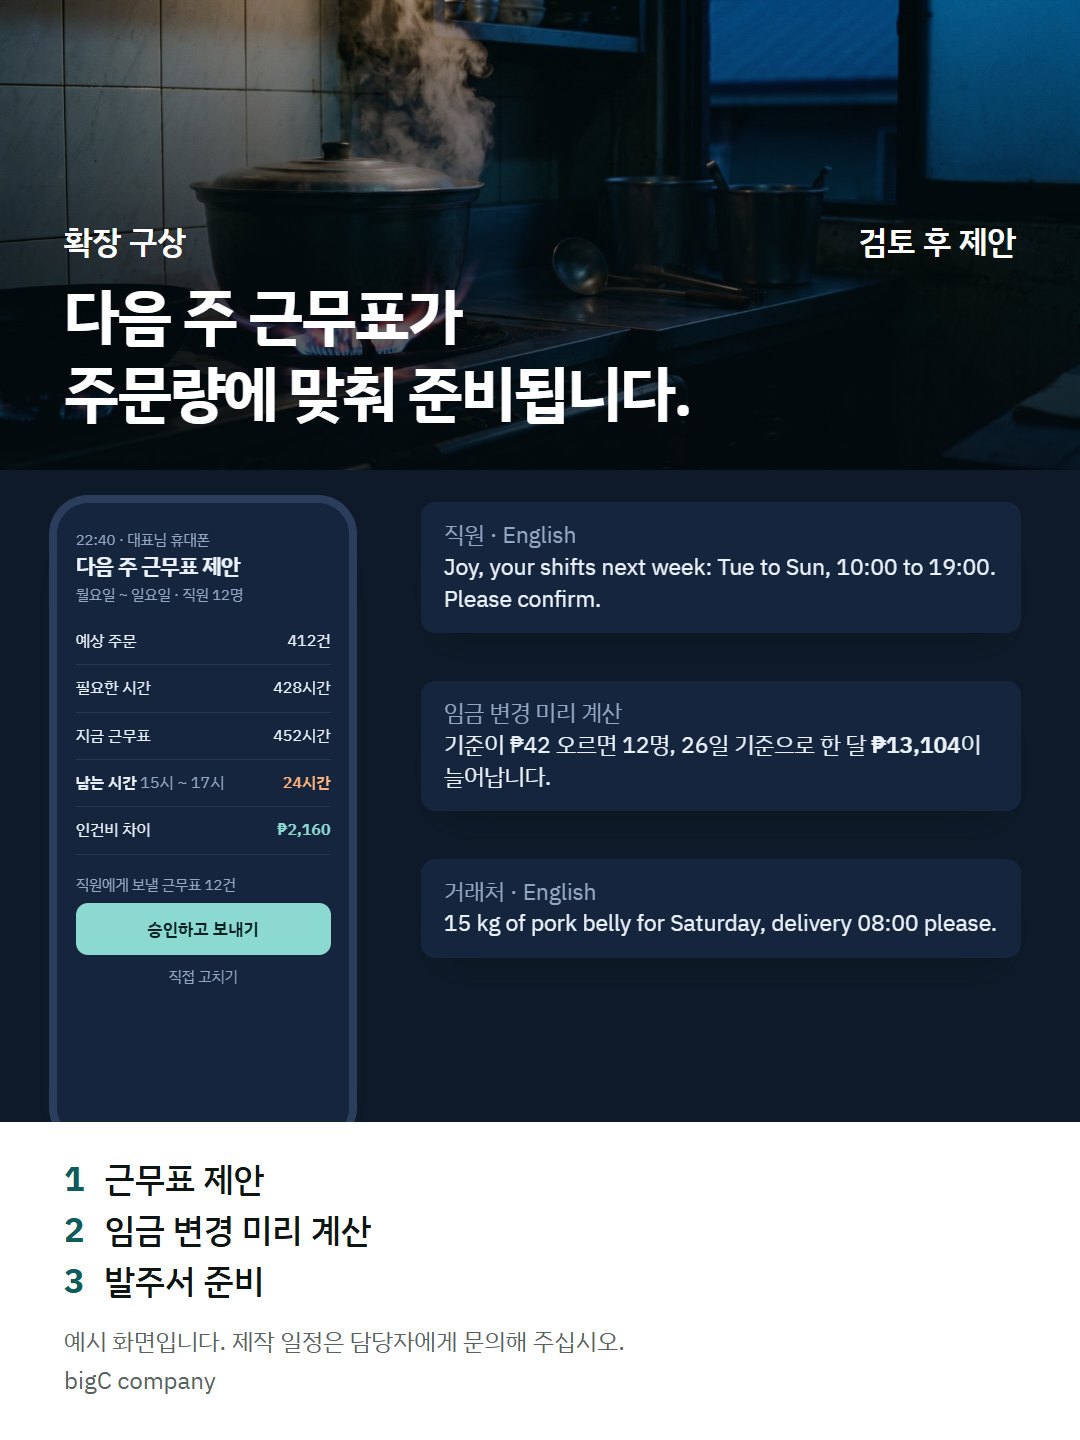 확장 구상
검토 후 제안
다음 주 근무표가
주문량에 맞춰 준비됩니다.
22:40 · 대표님 휴대폰
다음 주 근무표 제안
월요일 ~ 일요일 · 직원 12명
예상 주문 412건
필요한 시간 428시간
지금 근무표 452시간
남는 시간 15시 ~ 17시 24시간
인건비 차이 ₱2,160
직원에게 보낼 근무표 12건
승인하고 보내기
직접 고치기
직원 · English
Joy, your shifts next week: Tue to Sun, 10:00 to 19:00.
Please confirm.
임금 변경 미리 계산
기준이 ₱42 오르면 12명, 26일 기준으로 한 달 ₱13,104이
늘어납니다.
거래처 · English
15 kg of pork belly for Saturday, delivery 08:00 please.
1 근무표 제안
2 임금 변경 미리 계산
3 발주서 준비
예시 화면입니다. 제작 일정은 담당자에게 문의해 주십시오.
bigC company